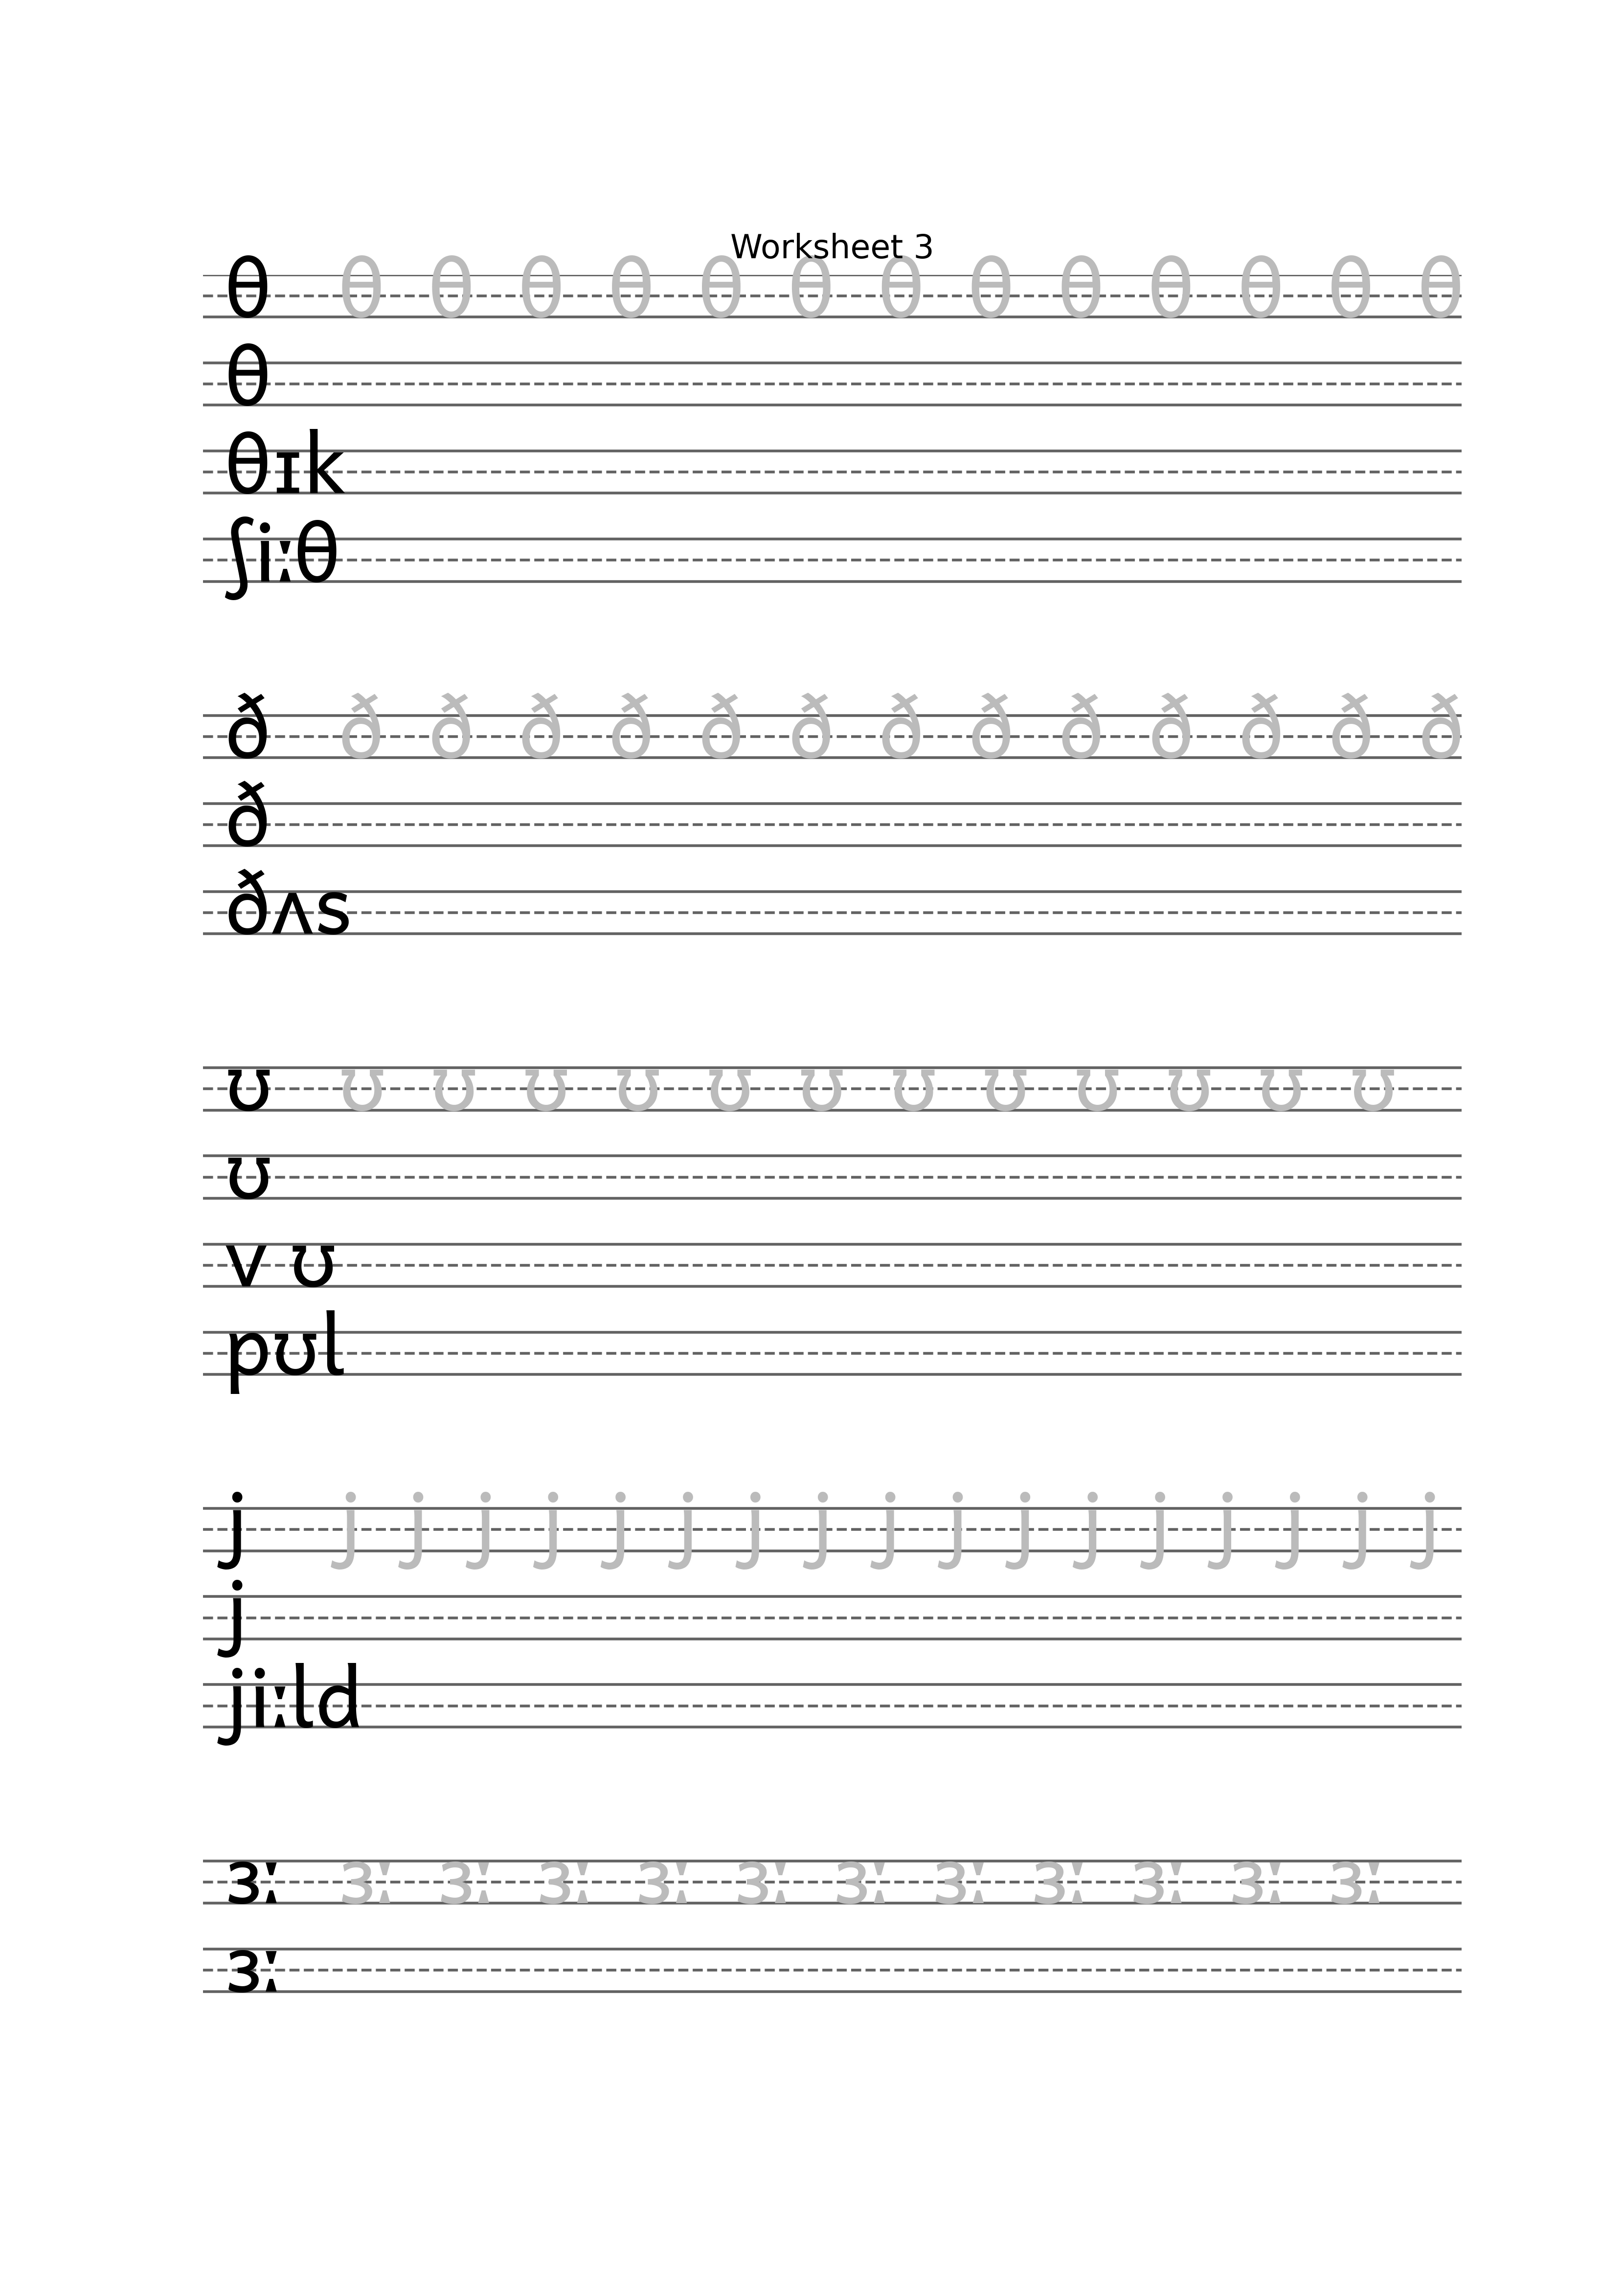 Worksheet 3
θ θ θ θ θ θ θ θ θ θ θ θ θ θ
θ
θɪk
ʃiːθ
ð ð ð ð ð ð ð ð ð ð ð ð ð ð
ð
ðʌs
ʊ ʊ ʊ ʊ ʊ ʊ ʊ ʊ ʊ ʊ ʊ ʊ ʊ
ʊ
v ʊ
pʊl
j j j j j j j j j j j j j j j j j j
j
jiːld
ɜː ɜː ɜː ɜː ɜː ɜː ɜː ɜː ɜː ɜː ɜː ɜː
ɜː